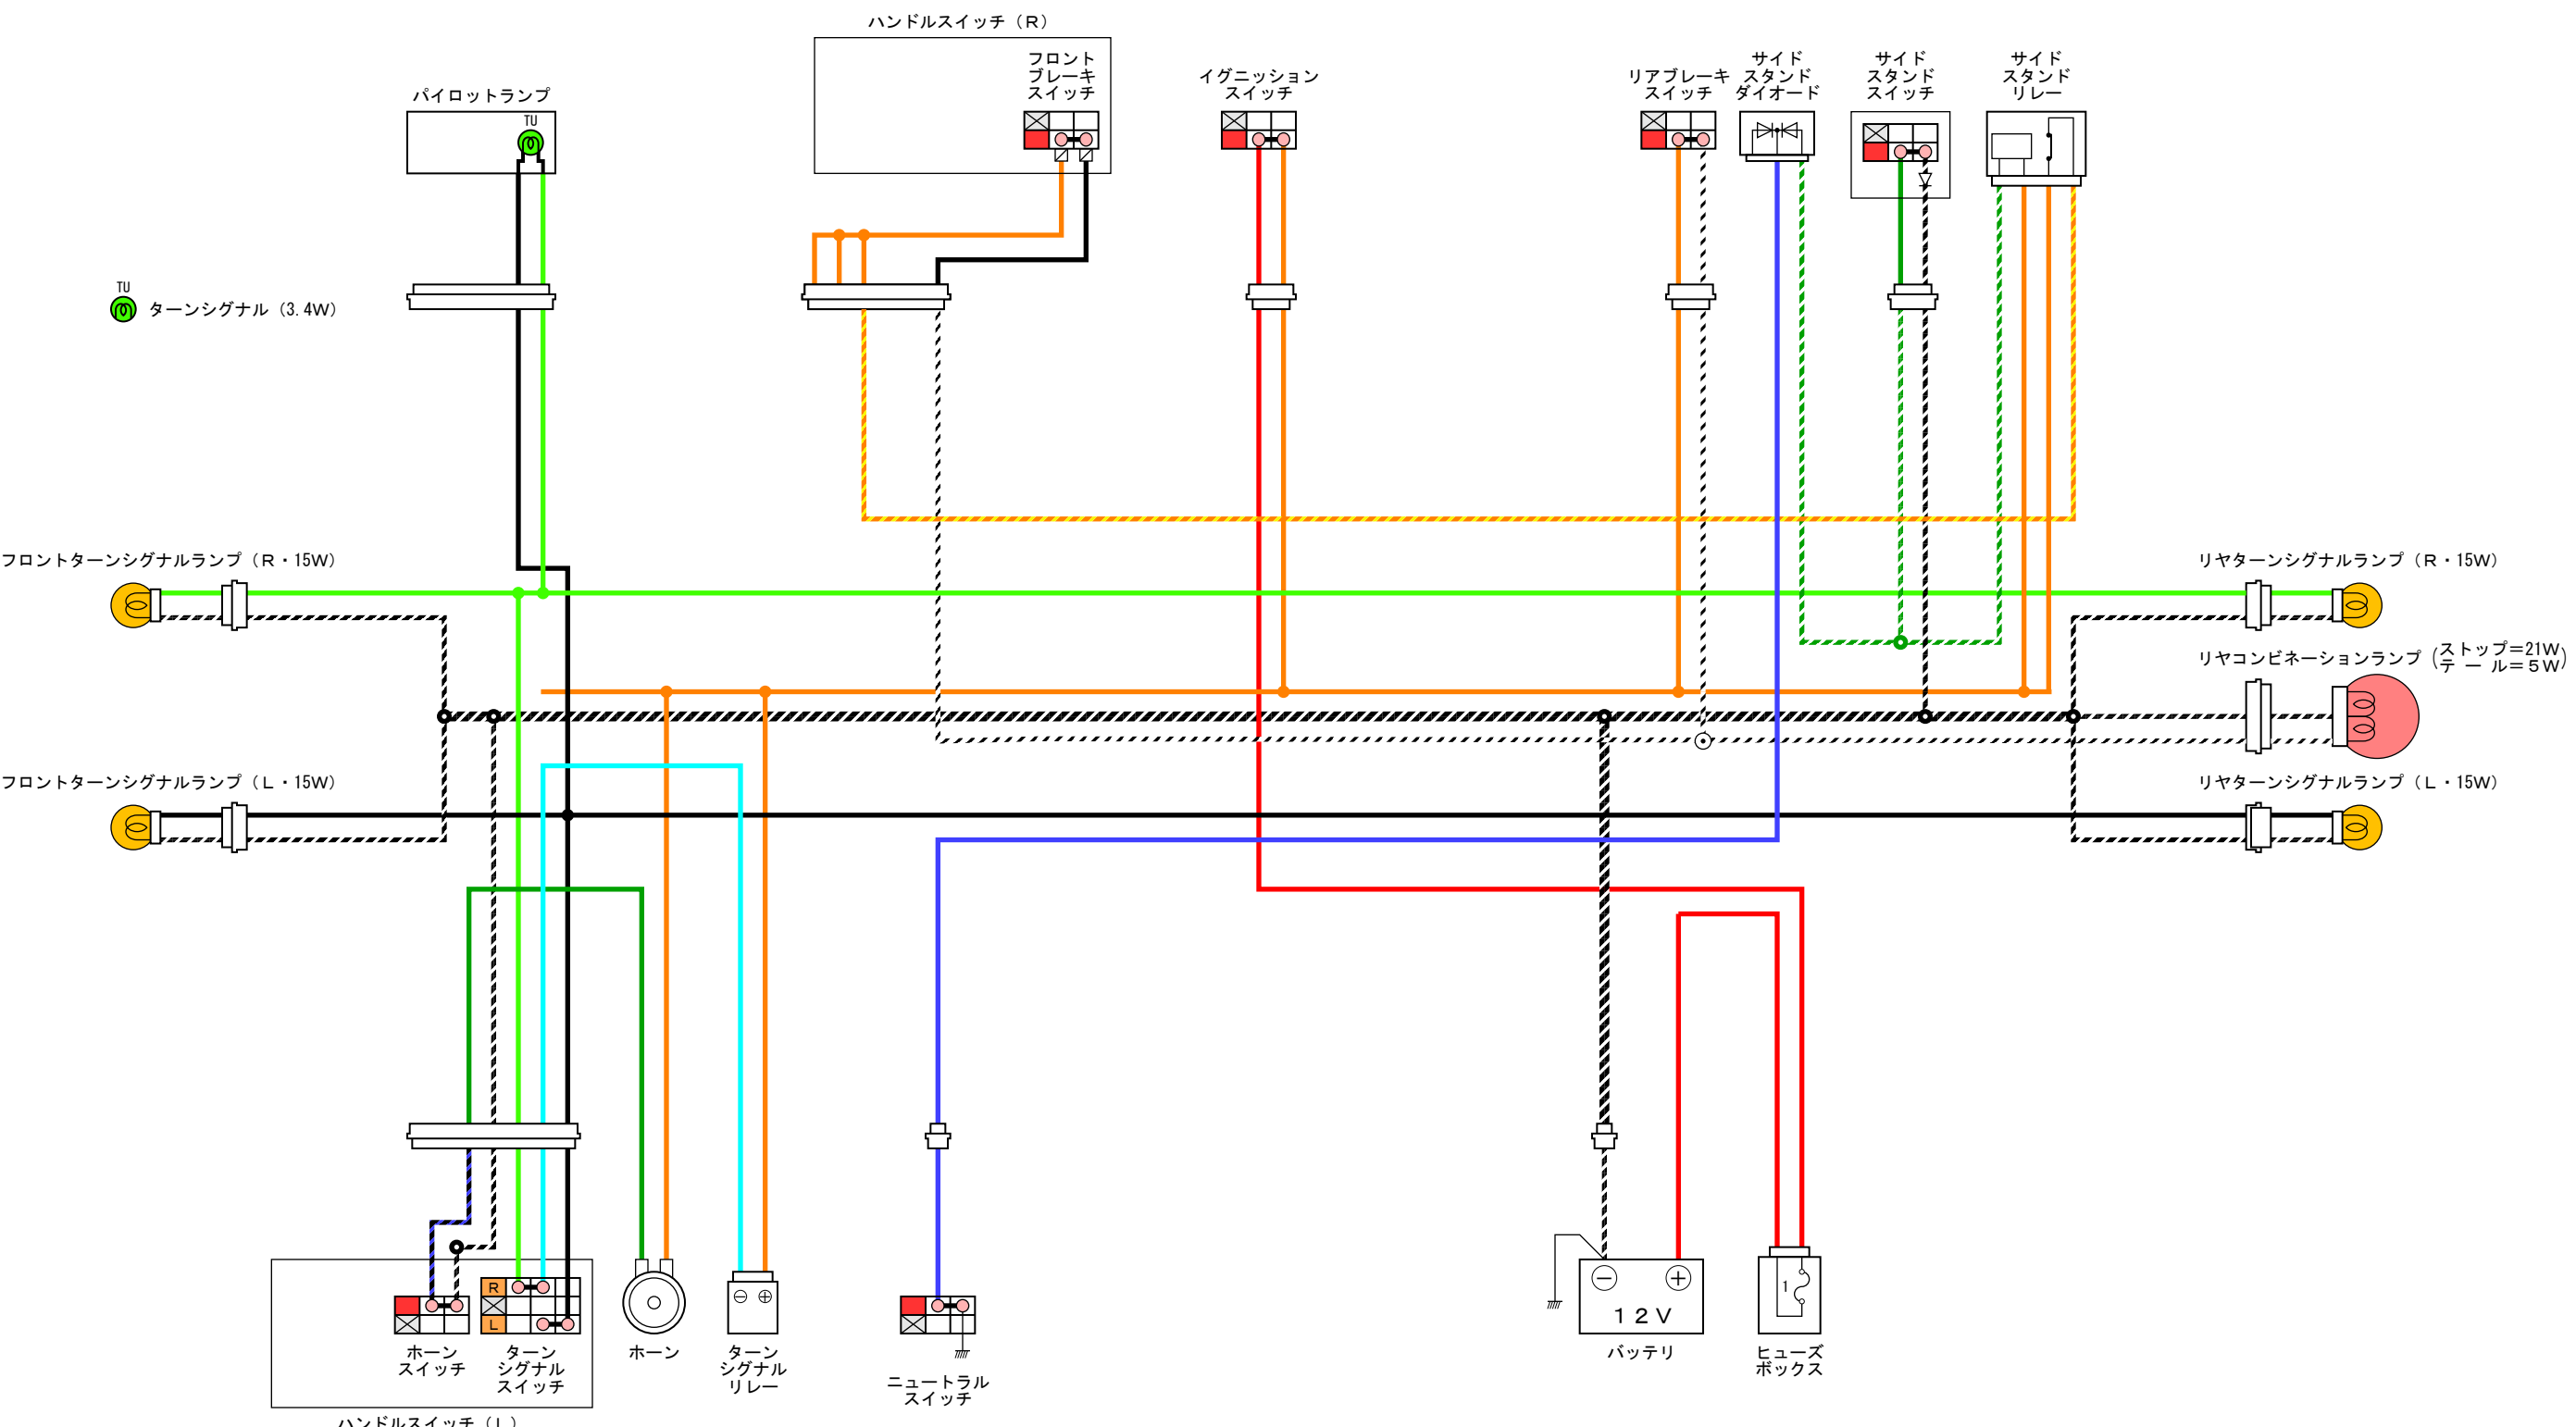 ハンドルスイッチ（R）
フロント
ブレーキ
スイッチ
イグニッション
スイッチ
リアブレーキ
スイッチ
サイド
スタンド
ダイオード
サイド
スタンド
スイッチ
サイド
スタンド
リレー
パイロットランプ
TU
TU
ターンシグナル（3.4W）
フロントターンシグナルランプ（R・15W）
リヤターンシグナルランプ（R・15W）
リヤコンビネーションランプ（ストップ＝21W
テール＝5W）
フロントターンシグナルランプ（L・15W）
リヤターンシグナルランプ（L・15W）
R
L
ホーン
スイッチ
ターン
シグナル
スイッチ
ハンドルスイッチ（L）
ホーン
⊖ ⊕
ターン
シグナル
リレー
ニュートラル
スイッチ
⊖ ⊕
12V
バッテリ
1
ヒューズ
ボックス